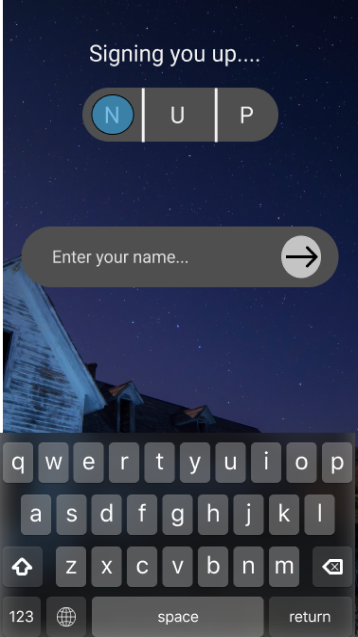 Signing you up....
N U P
Enter your name...
q w e r t y u i o p
a s d f g h j k l
z x c v b n m
123 space return